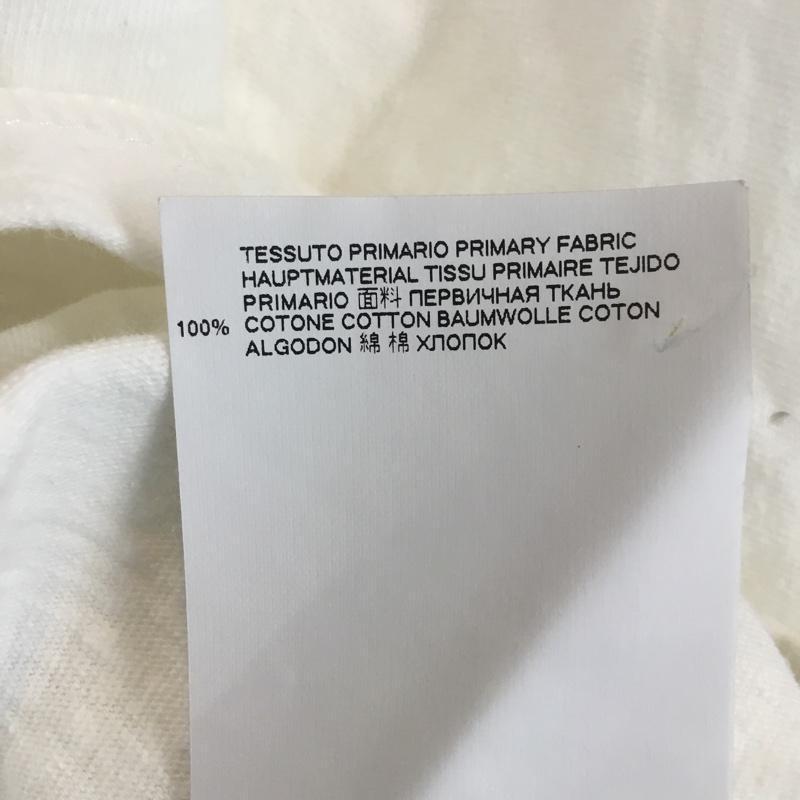 TESSUTO PRIMARIO PRIMARY FABRIC
HAUPTMATERIAL TISSU PRIMAIRE TEJIDO
PRIMARIO 面料 ПЕРВИЧНАЯ ТКАНЬ
100% COTONE COTTON BAUMWOLLE COTON
ALGODON 綿 棉 ХЛОПОК